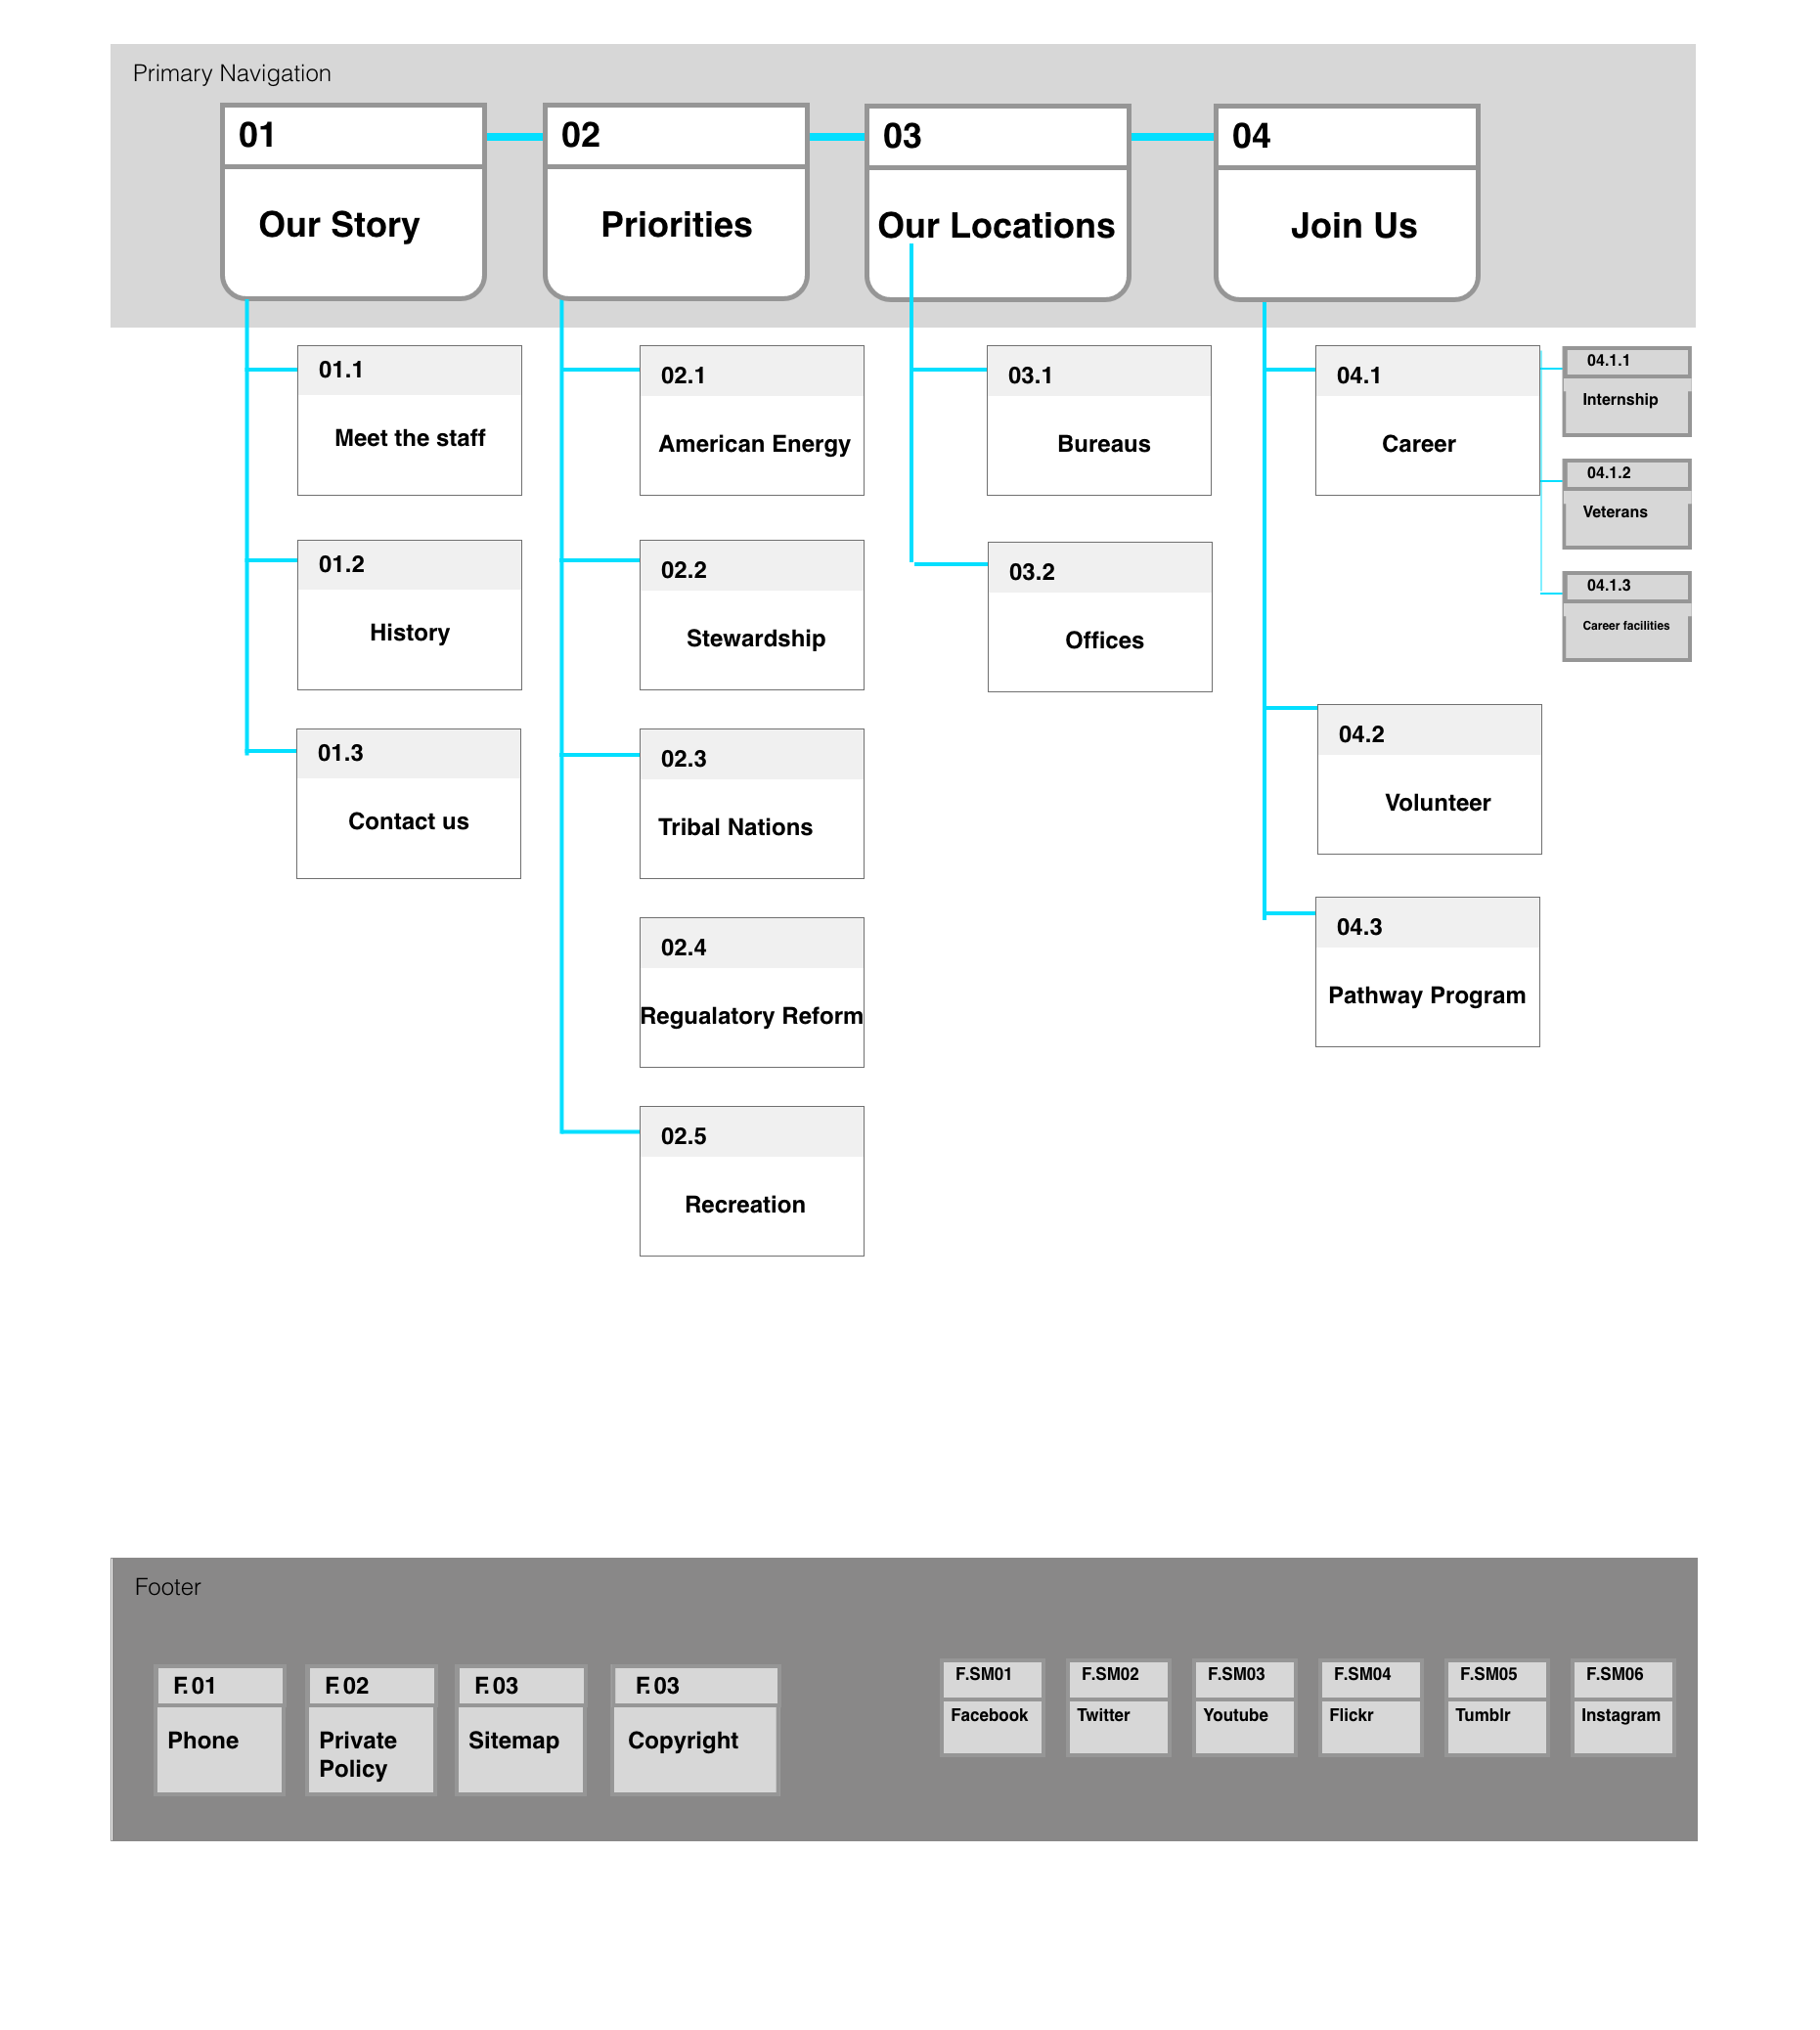 Primary Navigation
01
Our Story
02
Priorities
03
Our Locations
04
Join Us
01.1
Meet the staff
01.2
History
01.3
Contact us
02.1
American Energy
02.2
Stewardship
02.3
Tribal Nations
02.4
Regualatory Reform
02.5
Recreation
03.1
Bureaus
03.2
Offices
04.1
Career
04.1.1
Internship
04.1.2
Veterans
04.1.3
Career facilities
04.2
Volunteer
04.3
Pathway Program
Footer
F.01
Phone
F.02
Private
Policy
F.03
Sitemap
F.03
Copyright
F.SM01
Facebook
F.SM02
Twitter
F.SM03
Youtube
F.SM04
Flickr
F.SM05
Tumblr
F.SM06
Instagram